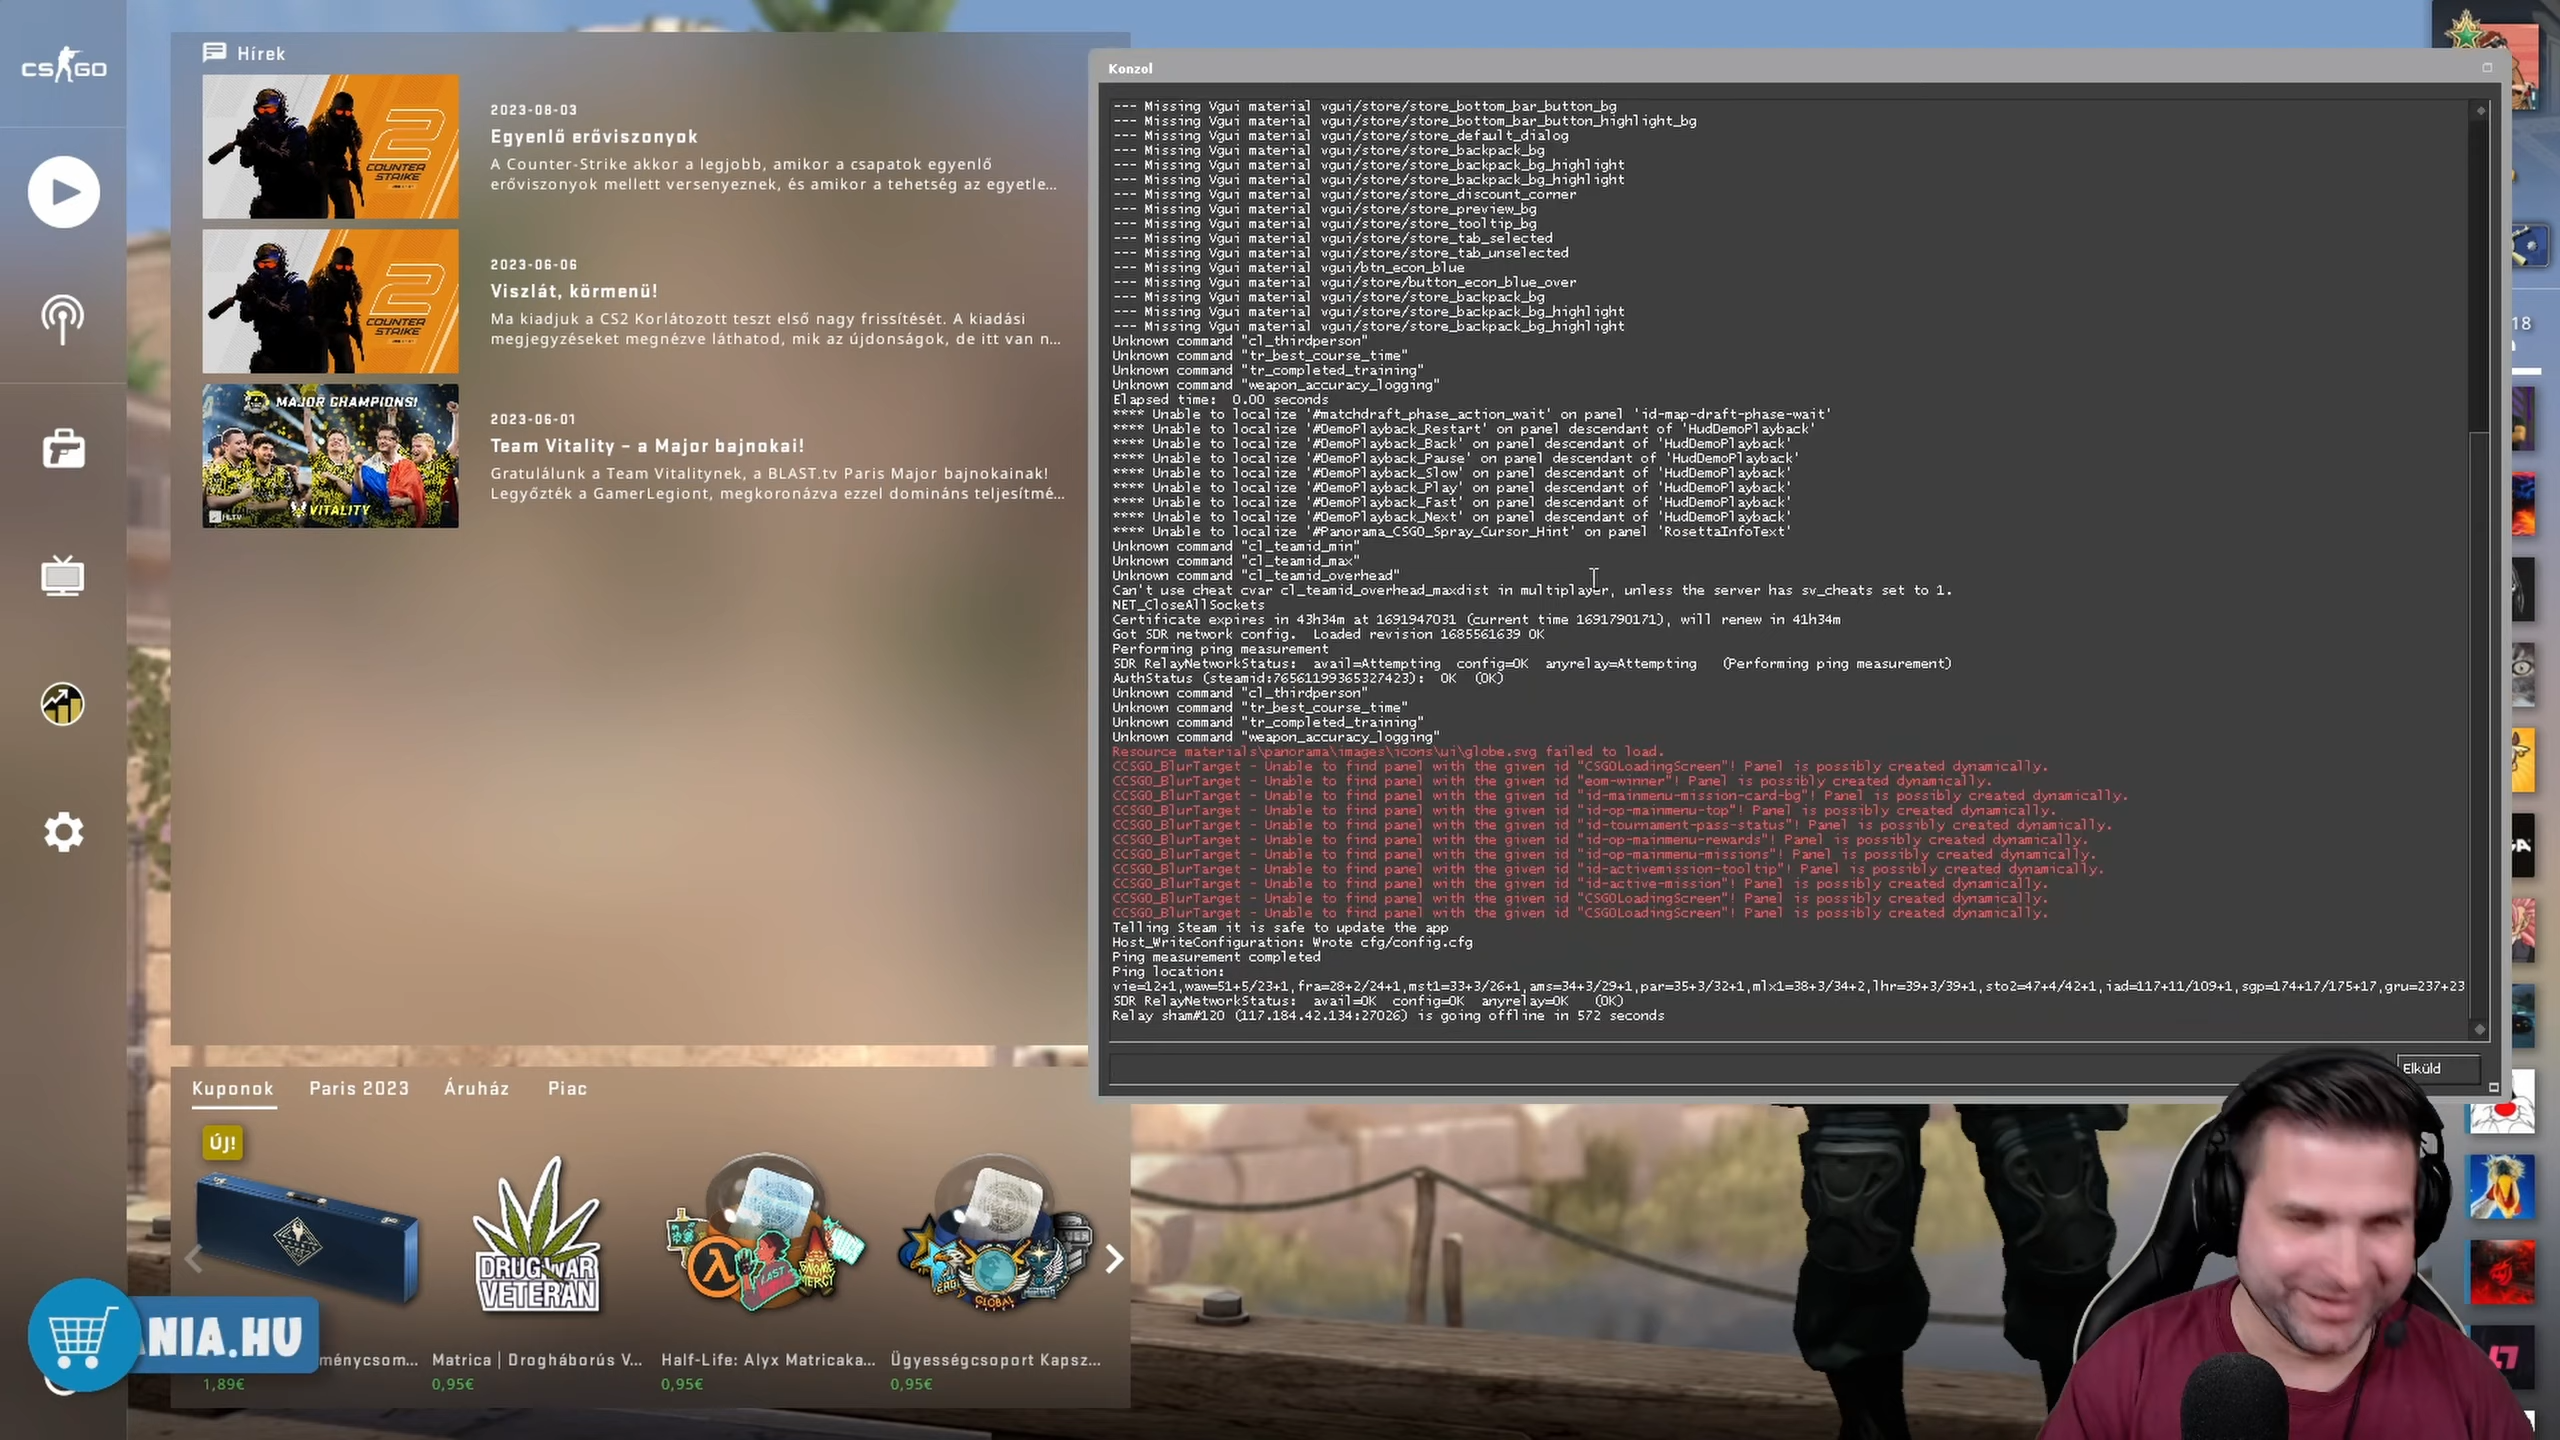 CS GO
Hírek
2023-08-03
Egyenlő erőviszonyok
A Counter-Strike akkor a legjobb, amikor a csapatok egyenlő
erőviszonyok mellett versenyeznek, és amikor a tehetség az egyetle...
2
COUNTER
STRIKE
2023-06-06
Viszlát, körmenü!
Ma kiadjuk a CS2 Korlátozott teszt első nagy frissítését. A kiadási
megjegyzéseket megnézve láthatod, mik az újdonságok, de itt van n...
2
COUNTER
STRIKE
MAJOR CHAMPIONS!
VITALITY
HLTV
2023-06-01
Team Vitality – a Major bajnokai!
Gratulálunk a Team Vitalitynek, a BLAST.tv Paris Major bajnokainak!
Legyőzték a GamerLegiont, megkoronázva ezzel domináns teljesítmé...
Konzol
--- Missing Vgui material vgui/store/store_bottom_bar_button_bg
--- Missing Vgui material vgui/store/store_bottom_bar_button_highlight_bg
--- Missing Vgui material vgui/store/store_default_dialog
--- Missing Vgui material vgui/store/store_backpack_bg
--- Missing Vgui material vgui/store/store_backpack_bg_highlight
--- Missing Vgui material vgui/store/store_backpack_bg_highlight
--- Missing Vgui material vgui/store/store_discount_corner
--- Missing Vgui material vgui/store/store_preview_bg
--- Missing Vgui material vgui/store/store_tooltip_bg
--- Missing Vgui material vgui/store/store_tab_selected
--- Missing Vgui material vgui/store/store_tab_unselected
--- Missing Vgui material vgui/btn_econ_blue
--- Missing Vgui material vgui/store/button_econ_blue_over
--- Missing Vgui material vgui/store/store_backpack_bg
--- Missing Vgui material vgui/store/store_backpack_bg_highlight
--- Missing Vgui material vgui/store/store_backpack_bg_highlight
Unknown command "cl_thirdperson"
Unknown command "tr_best_course_time"
Unknown command "tr_completed_training"
Unknown command "weapon_accuracy_logging"
Elapsed time:  0.00 seconds
**** Unable to localize '#matchdraft_phase_action_wait' on panel 'id-map-draft-phase-wait'
**** Unable to localize '#DemoPlayback_Restart' on panel descendant of 'HudDemoPlayback'
**** Unable to localize '#DemoPlayback_Back' on panel descendant of 'HudDemoPlayback'
**** Unable to localize '#DemoPlayback_Pause' on panel descendant of 'HudDemoPlayback'
**** Unable to localize '#DemoPlayback_Slow' on panel descendant of 'HudDemoPlayback'
**** Unable to localize '#DemoPlayback_Play' on panel descendant of 'HudDemoPlayback'
**** Unable to localize '#DemoPlayback_Fast' on panel descendant of 'HudDemoPlayback'
**** Unable to localize '#DemoPlayback_Next' on panel descendant of 'HudDemoPlayback'
**** Unable to localize '#Panorama_CSGO_Spray_Cursor_Hint' on panel 'RosettaInfoText'
Unknown command "cl_teamid_min"
Unknown command "cl_teamid_max"
Unknown command "cl_teamid_overhead"
Can't use cheat cvar cl_teamid_overhead_maxdist in multiplayer, unless the server has sv_cheats set to 1.
NET_CloseAllSockets
Certificate expires in 43h34m at 1691947031 (current time 1691790171), will renew in 41h34m
Got SDR network config.  Loaded revision 1685561639 OK
Performing ping measurement
SDR RelayNetworkStatus:  avail=Attempting  config=OK  anyrelay=Attempting   (Performing ping measurement)
AuthStatus (steamid:76561199365327423):  OK  (OK)
Unknown command "cl_thirdperson"
Unknown command "tr_best_course_time"
Unknown command "tr_completed_training"
Unknown command "weapon_accuracy_logging"
Resource materials\panorama\images\icons\ui\globe.svg failed to load.
CCSGO_BlurTarget - Unable to find panel with the given id "CSGOLoadingScreen"! Panel is possibly created dynamically.
CCSGO_BlurTarget - Unable to find panel with the given id "eom-winner"! Panel is possibly created dynamically.
CCSGO_BlurTarget - Unable to find panel with the given id "id-mainmenu-mission-card-bg"! Panel is possibly created dynamically.
CCSGO_BlurTarget - Unable to find panel with the given id "id-op-mainmenu-top"! Panel is possibly created dynamically.
CCSGO_BlurTarget - Unable to find panel with the given id "id-tournament-pass-status"! Panel is possibly created dynamically.
CCSGO_BlurTarget - Unable to find panel with the given id "id-op-mainmenu-rewards"! Panel is possibly created dynamically.
CCSGO_BlurTarget - Unable to find panel with the given id "id-op-mainmenu-missions"! Panel is possibly created dynamically.
CCSGO_BlurTarget - Unable to find panel with the given id "id-activemission-tooltip"! Panel is possibly created dynamically.
CCSGO_BlurTarget - Unable to find panel with the given id "id-active-mission"! Panel is possibly created dynamically.
CCSGO_BlurTarget - Unable to find panel with the given id "CSGOLoadingScreen"! Panel is possibly created dynamically.
CCSGO_BlurTarget - Unable to find panel with the given id "CSGOLoadingScreen"! Panel is possibly created dynamically.
Telling Steam it is safe to update the app
Host_WriteConfiguration: Wrote cfg/config.cfg
Ping measurement completed
Ping location:
vie=12+1,waw=51+5/23+1,fra=28+2/24+1,mst1=33+3/26+1,ams=34+3/29+1,par=35+3/32+1,mlx1=38+3/34+2,lhr=39+3/39+1,sto2=47+4/42+1,iad=117+11/109+1,sgp=174+17/175+17,gru=237+23
SDR RelayNetworkStatus:  avail=OK  config=OK  anyrelay=OK   (OK)
Relay sham#120 (117.184.42.134:27026) is going offline in 572 seconds
Elküld
18
Kuponok
Paris 2023
Áruház
Piac
ÚJ!
DRUG WAR
VETERAN
LAST
GNOME
MERCY
GLOBAL
NIA.HU
ménycsom...
1,89€
Matrica | Drogháborús V...
0,95€
Half-Life: Alyx Matricaka...
0,95€
Ügyességcsoport Kapsz...
0,95€